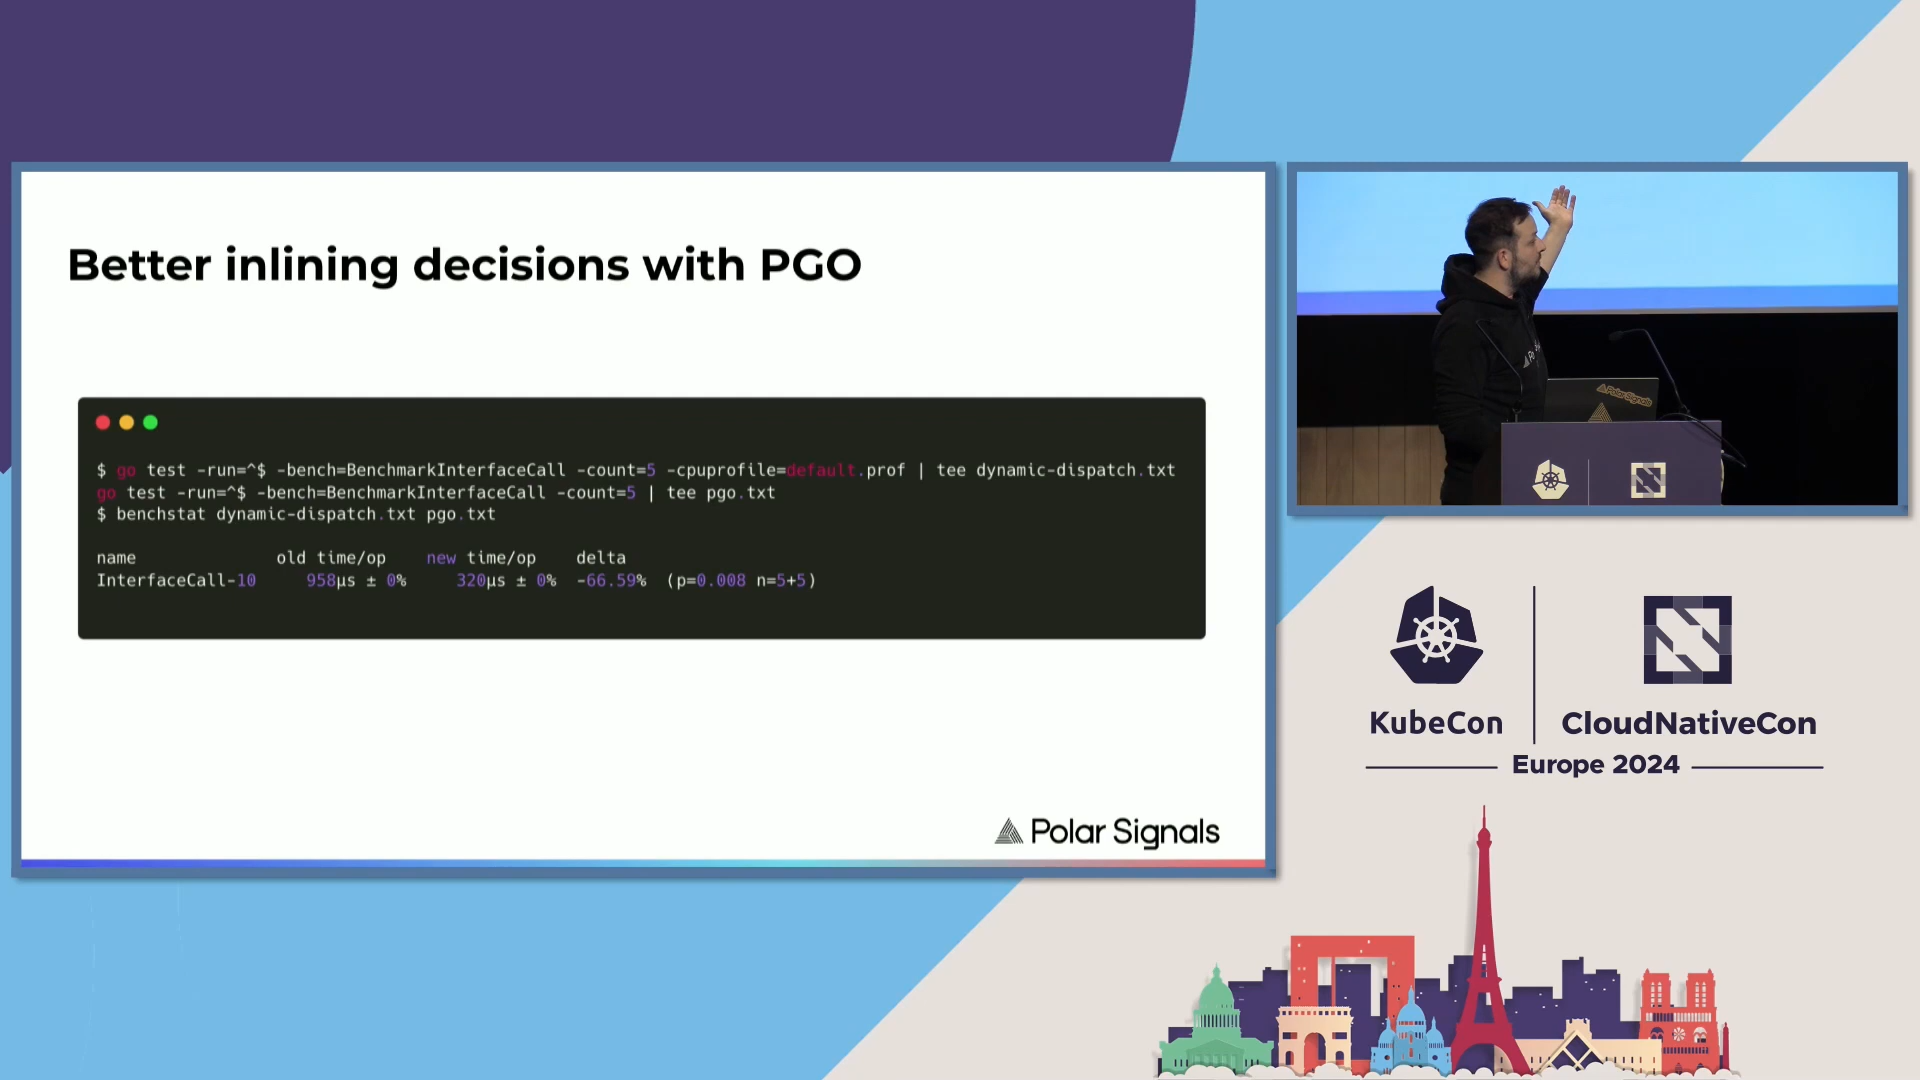 Better inlining decisions with PGO
$ go test -run=^$ -bench=BenchmarkInterfaceCall -count=5 -cpuprofile=default.prof | tee dynamic-dispatch.txt
go test -run=^$ -bench=BenchmarkInterfaceCall -count=5 | tee pgo.txt
$ benchstat dynamic-dispatch.txt pgo.txt
name old time/op new time/op delta
InterfaceCall-10 958µs ± 0% 320µs ± 0% -66.59% (p=0.008 n=5+5)
Polar Signals
Polar Signals
KubeCon
CloudNativeCon
Europe 2024